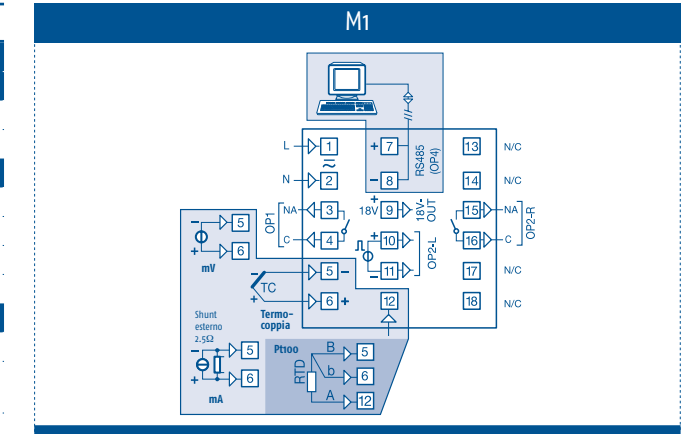 M1
L 1 + 7 13 N/C
RS485
(OP4)
N 2 − 8 14 N/C
OP1
NA 3 18V + 9 18V-
OUT
15 NA
OP2-R
C 4 + 10 16 C
OP2-L
− 11 17 N/C
− 5
+ 6
mV
5 −
TC
+ 6 +
Termo-
coppia
12 18 N/C
Shunt
esterno
2.5Ω
− 5
+ 6
mA
Pt100
RTD
B 5
b 6
A 12